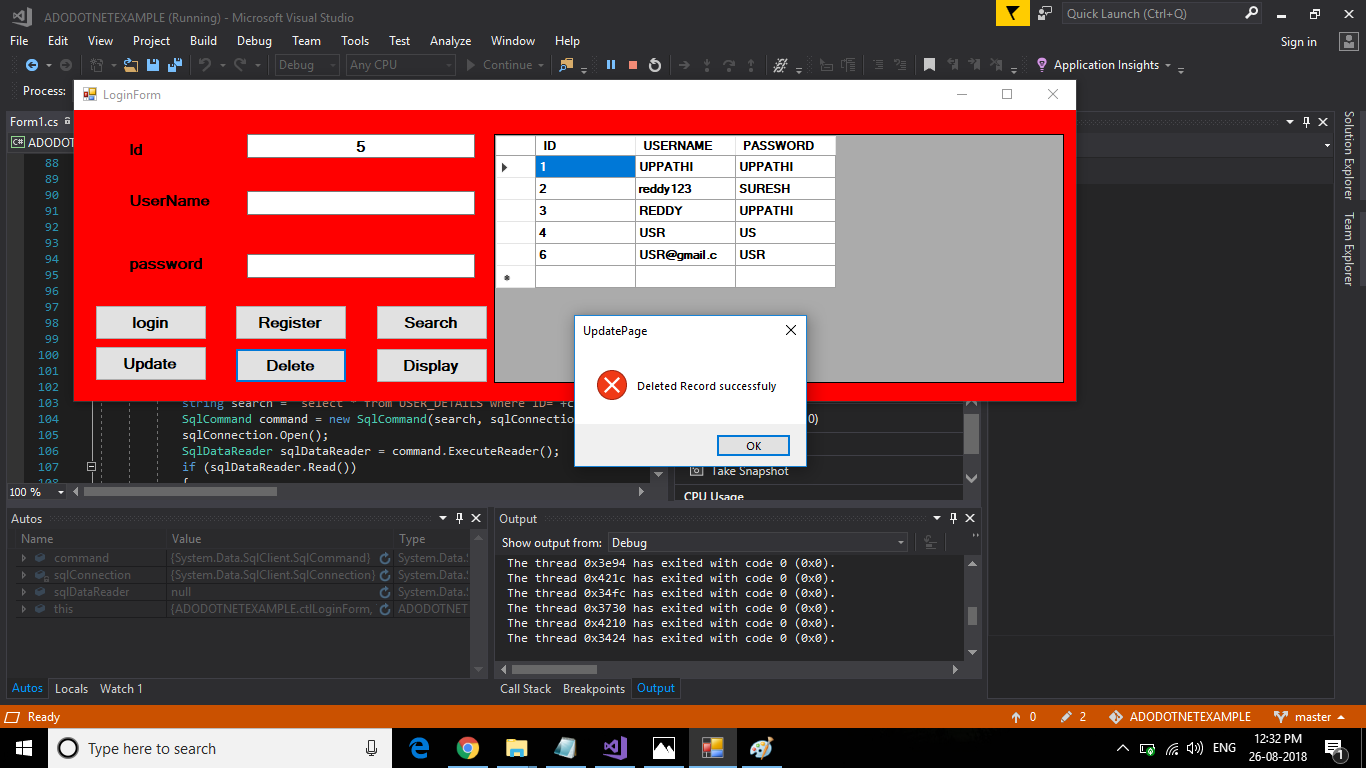 ADODOTNETEXAMPLE (Running) - Microsoft Visual Studio
Quick Launch (Ctrl+Q)
File Edit View Project Build Debug Team Tools Test Analyze Window Help
Sign in
Debug Any CPU Continue Application Insights
Process:
LoginForm
Form1.cs
ADODOT
Solution Explorer
Team Explorer
Id 5
UserName
password
login Register Search
Update Delete Display
ID USERNAME PASSWORD
1 UPPATHI UPPATHI
2 reddy123 SURESH
3 REDDY UPPATHI
4 USR US
6 USR@gmail.c USR
*
UpdatePage
Deleted Record successfuly
OK
88
89
90
91
92
93
94
95
96
97
98
99
100
101
102
103 string search = "select * from USER_DETAILS where ID= +c
104 SqlCommand command = new SqlCommand(search, sqlConnection
105 sqlConnection.Open();
106 SqlDataReader sqlDataReader = command.ExecuteReader();
107 if (sqlDataReader.Read())
108 {
0)
Take Snapshot
CPU Usage
100 %
Autos
Name Value Type
command {System.Data.SqlClient.SqlCommand} System.Data.S
sqlConnection {System.Data.SqlClient.SqlConnection} System.Data.S
sqlDataReader null System.Data.S
this {ADODOTNETEXAMPLE.ctlLoginForm, ADODOTNET
Autos Locals Watch 1
Output
Show output from: Debug
The thread 0x3e94 has exited with code 0 (0x0).
The thread 0x421c has exited with code 0 (0x0).
The thread 0x34fc has exited with code 0 (0x0).
The thread 0x3730 has exited with code 0 (0x0).
The thread 0x4210 has exited with code 0 (0x0).
The thread 0x3424 has exited with code 0 (0x0).
Call Stack Breakpoints Output
Ready 0 2 ADODOTNETEXAMPLE master
Type here to search
ENG
12:32 PM
26-08-2018
1